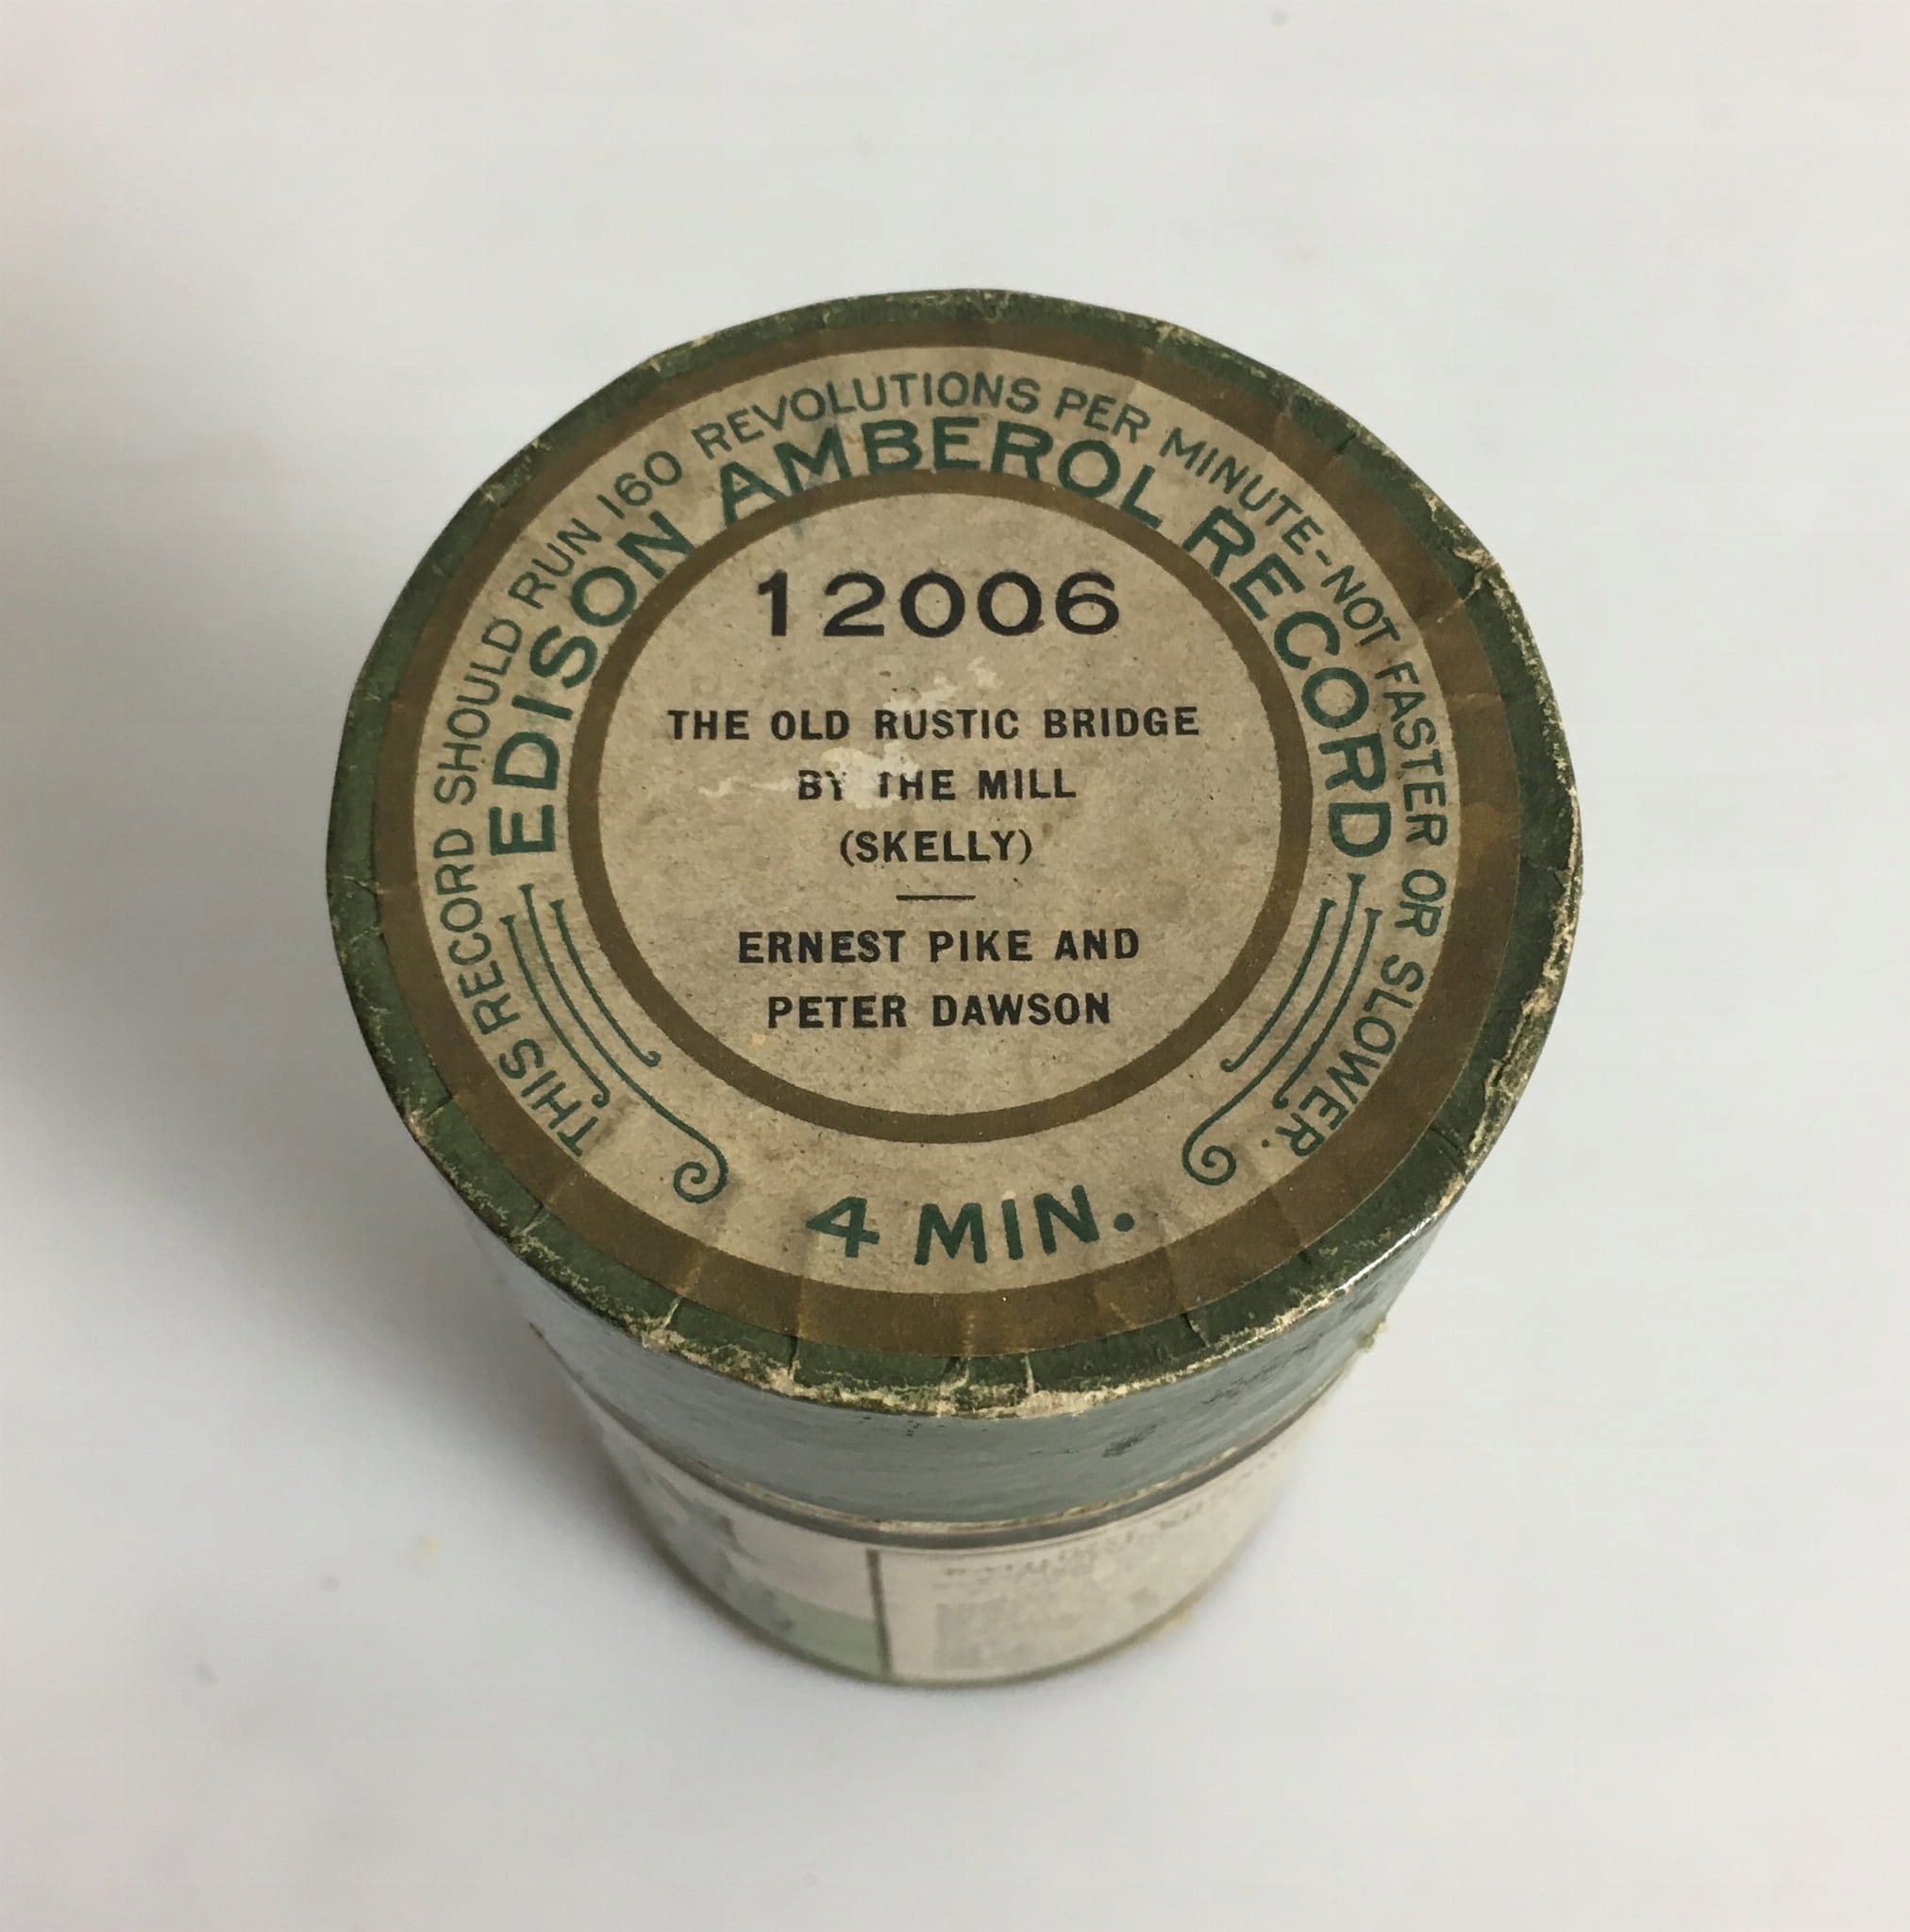 THIS RECORD SHOULD RUN 160 REVOLUTIONS PER MINUTE-NOT FASTER OR SLOWER.
EDISON AMBEROL RECORD
12006
THE OLD RUSTIC BRIDGE
BY THE MILL
(SKELLY)
ERNEST PIKE AND
PETER DAWSON
4 MIN.